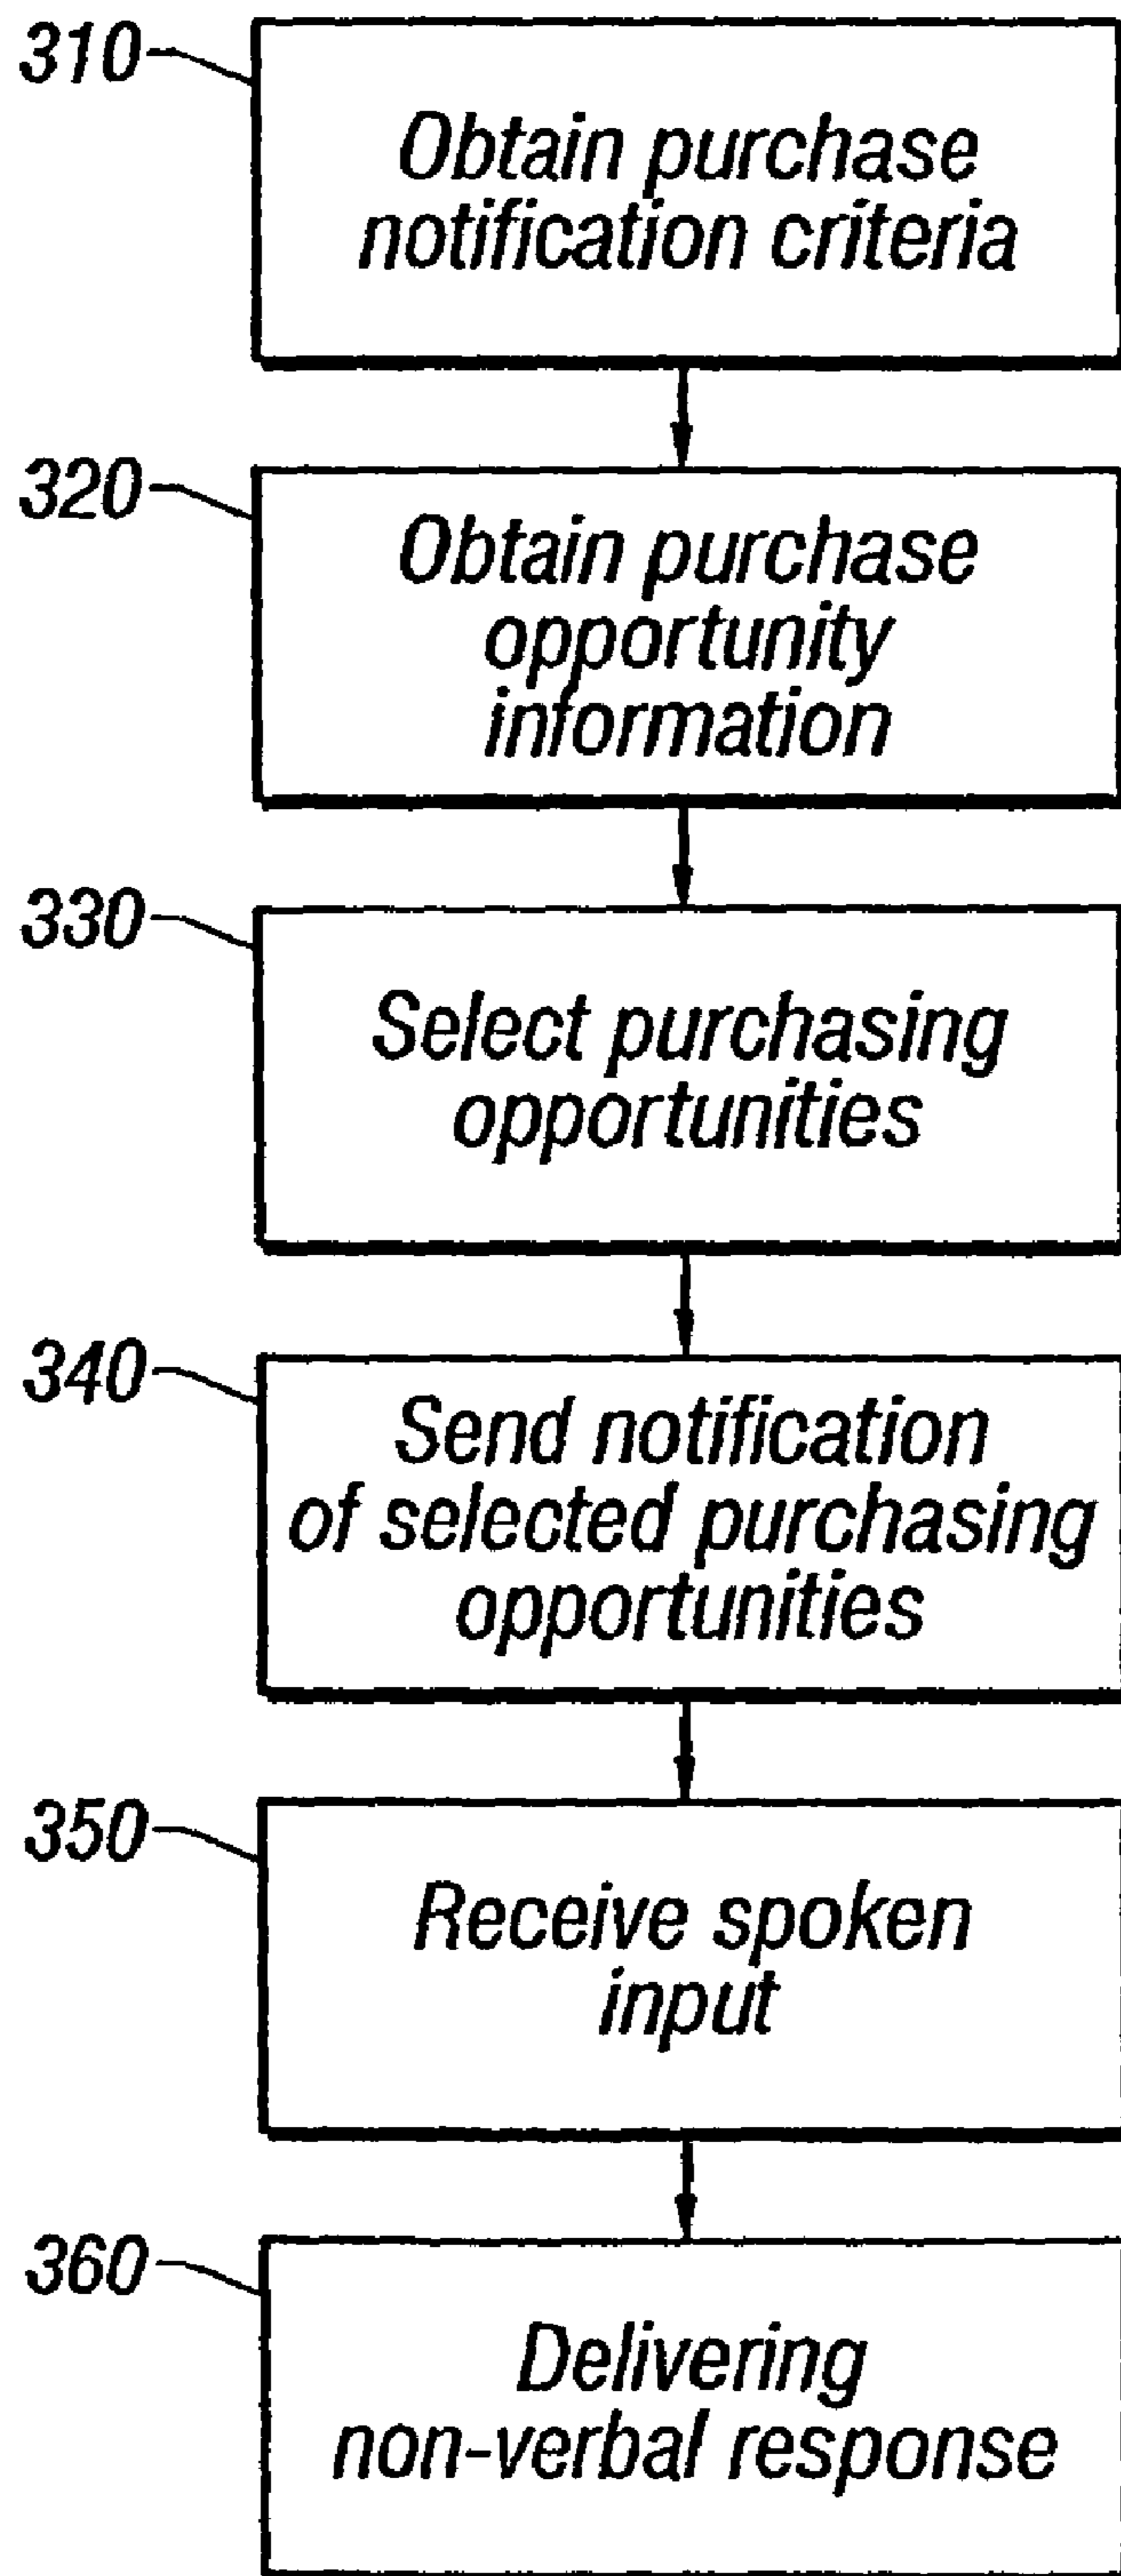 310
Obtain purchase
notification criteria
320
Obtain purchase
opportunity
information
330
Select purchasing
opportunities
340
Send notification
of selected purchasing
opportunities
350
Receive spoken
input
360
Delivering
non-verbal response